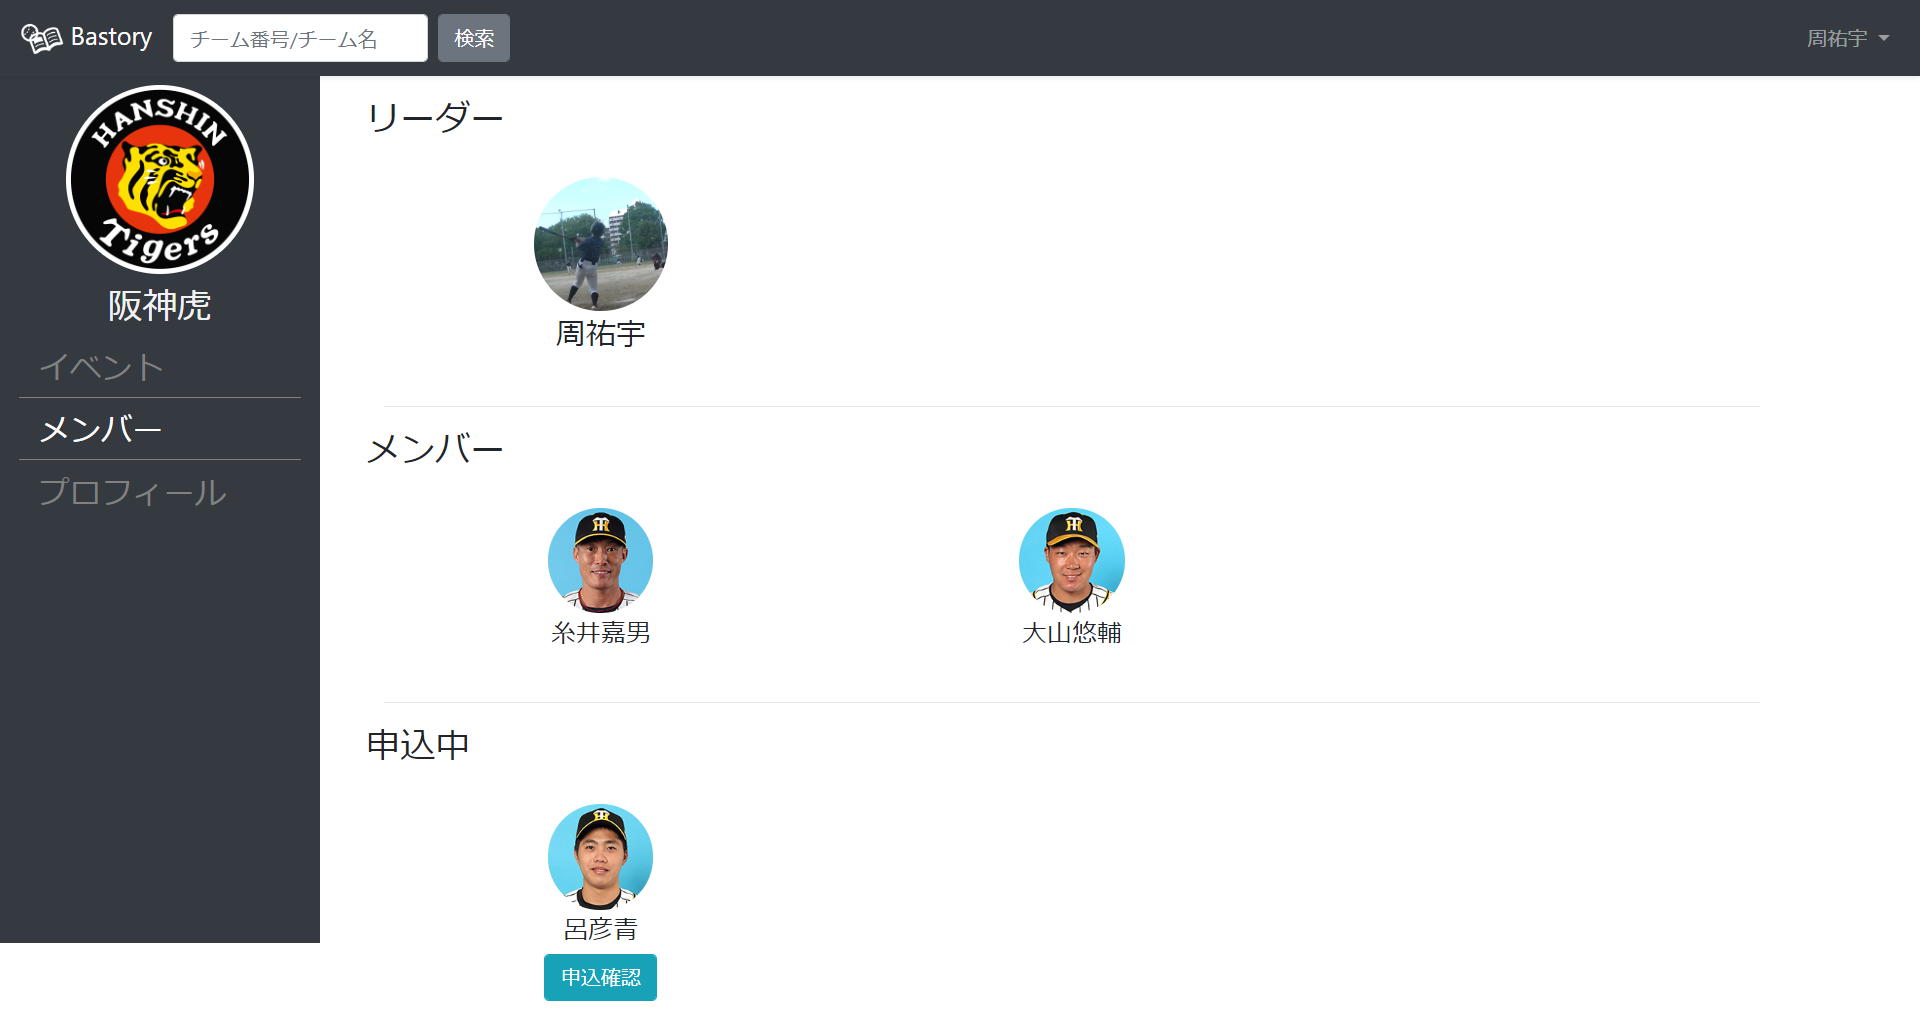 Bastory
チーム番号/チーム名
検索
周祐宇
HANSHIN
Tigers
阪神虎
イベント
メンバー
プロフィール
リーダー
周祐宇
メンバー
糸井嘉男
大山悠輔
申込中
呂彦青
申込確認